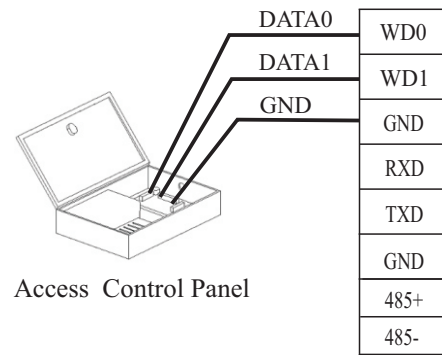 DATA0
WD0
DATA1
WD1
GND
GND
RXD
TXD
GND
485+
485-
Access Control Panel